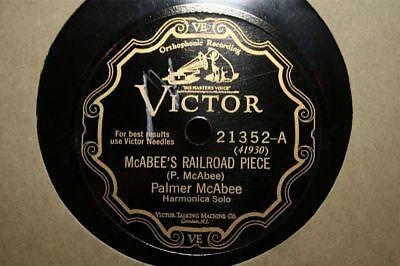 VE
Orthophonic Recording
"HIS MASTER'S VOICE"
VICTOR
For best results
use Victor Needles
21352-A
(41930)
McABEE'S RAILROAD PIECE
(P. McAbee)
Palmer McAbee
Harmonica Solo
VICTOR TALKING MACHINE CO.
Camden, N.J.
VE